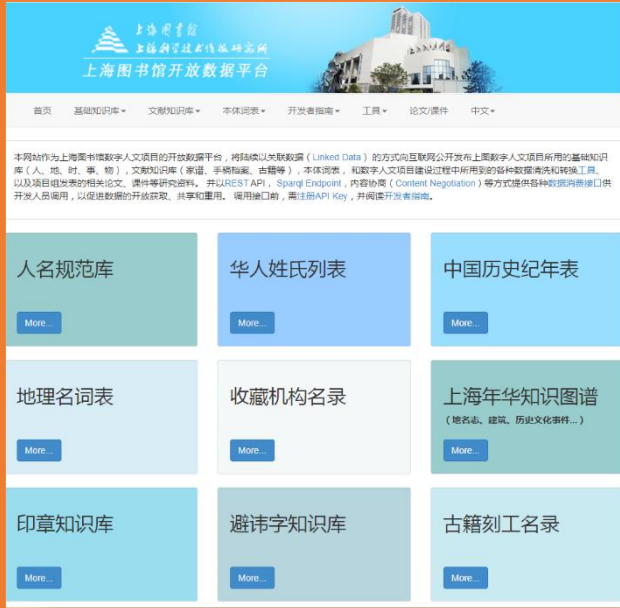 上海图书馆
上海科学技术情报研究所
上海图书馆开放数据平台
首页 基础知识库 文献知识库 本体词表 开发者指南 工具 论文/课件 中文
本网站作为上海图书馆数字人文项目的开放数据平台，将陆续以关联数据（Linked Data）的方式向互联网公开发布上图数字人文项目所用的基础知识
库（人、地、时、事、物），文献知识库（家谱、手稿档案、古籍等），本体词表，和数字人文项目建设过程中所用到的各种数据清洗和转换工具、
以及项目组发表的相关论文、课件等研究资料。 并以REST API， Sparql Endpoint，内容协商（Content Negotiation）等方式提供各种数据消费接口供
开发人员调用，以促进数据的开放获取、共享和重用。 调用接口前，需注册API Key，并阅读开发者指南。
人名规范库 华人姓氏列表 中国历史纪年表
More... More... More...
地理名词表 收藏机构名录 上海年华知识图谱
（地名志、建筑、历史文化事件...）
More... More... More...
印章知识库 避讳字知识库 古籍刻工名录
More... More... More...